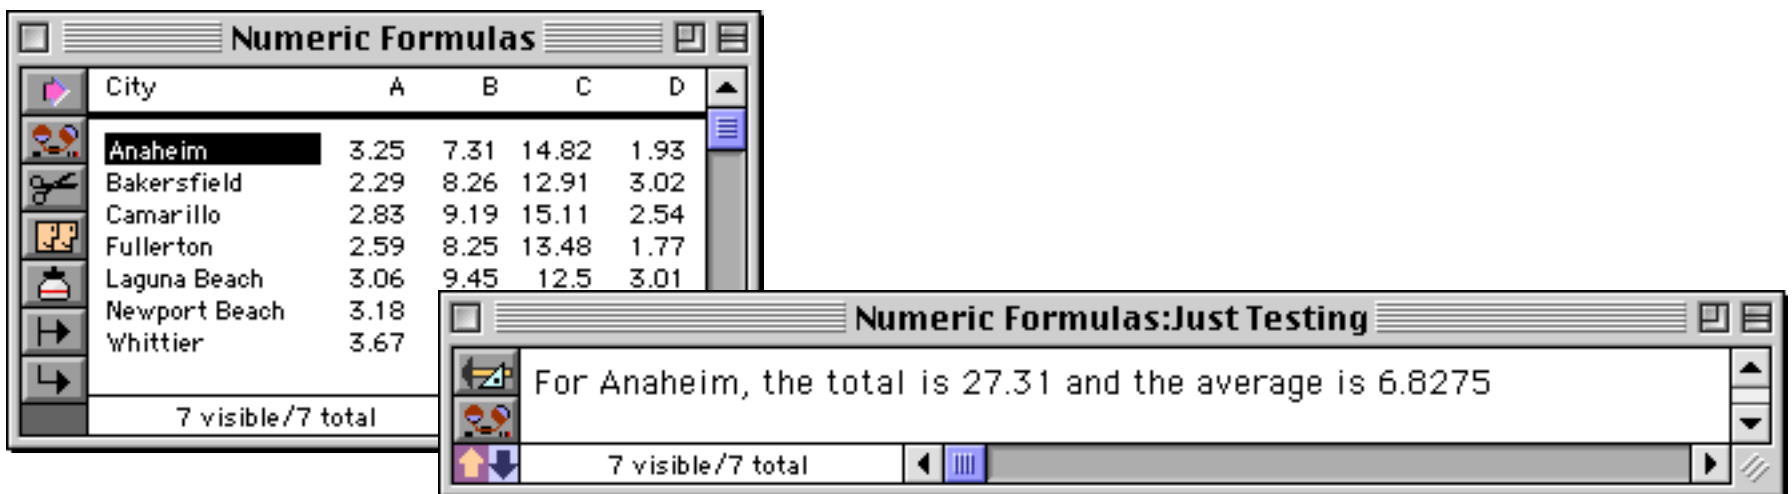 Numeric Formulas
City A B C D
Anaheim 3.25 7.31 14.82 1.93
Bakersfield 2.29 8.26 12.91 3.02
Camarillo 2.83 9.19 15.11 2.54
Fullerton 2.59 8.25 13.48 1.77
Laguna Beach 3.06 9.45 12.5 3.01
Newport Beach 3.18
Whittier 3.67
7 visible/7 total
Numeric Formulas:Just Testing
For Anaheim, the total is 27.31 and the average is 6.8275
7 visible/7 total